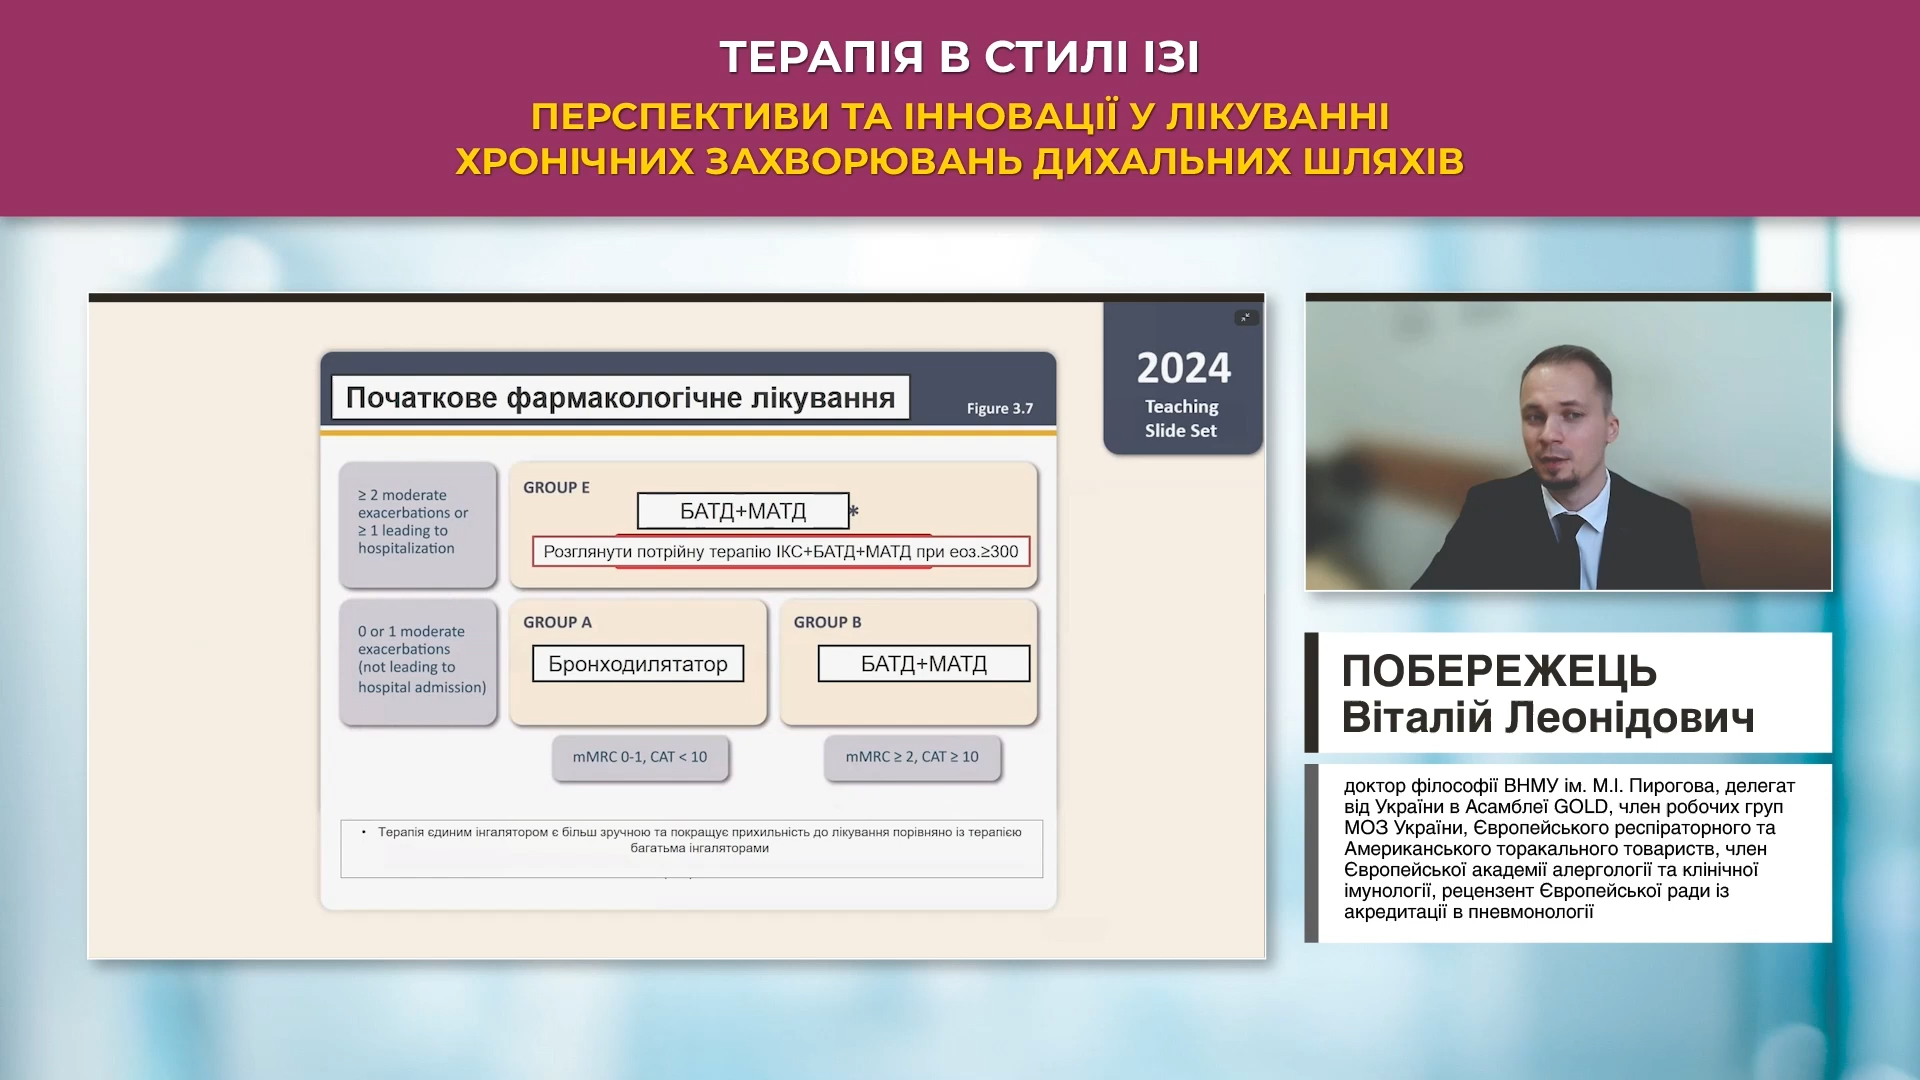 ТЕРАПІЯ В СТИЛІ ІЗІ
ПЕРСПЕКТИВИ ТА ІННОВАЦІЇ У ЛІКУВАННІ
ХРОНІЧНИХ ЗАХВОРЮВАНЬ ДИХАЛЬНИХ ШЛЯХІВ
2024
Teaching
Slide Set
Початкове фармакологічне лікування
Figure 3.7
≥ 2 moderate
exacerbations or
≥ 1 leading to
hospitalization
GROUP E
БАТД+МАТД*
Розглянути потрійну терапію ІКС+БАТД+МАТД при еоз.≥300
0 or 1 moderate
exacerbations
(not leading to
hospital admission)
GROUP A
Бронходилятатор
GROUP B
БАТД+МАТД
mMRC 0-1, CAT < 10
mMRC ≥ 2, CAT ≥ 10
• Терапія єдиним інгалятором є більш зручною та покращує прихильність до лікування порівняно із терапією
багатьма інгаляторами
ПОБЕРЕЖЕЦЬ
Віталій Леонідович
доктор філософії ВНМУ ім. М.І. Пирогова, делегат
від України в Асамблеї GOLD, член робочих груп
МОЗ України, Європейського респіраторного та
Американського торакального товариств, член
Європейської академії алергології та клінічної
імунології, рецензент Європейської ради із
акредитації в пневмонології